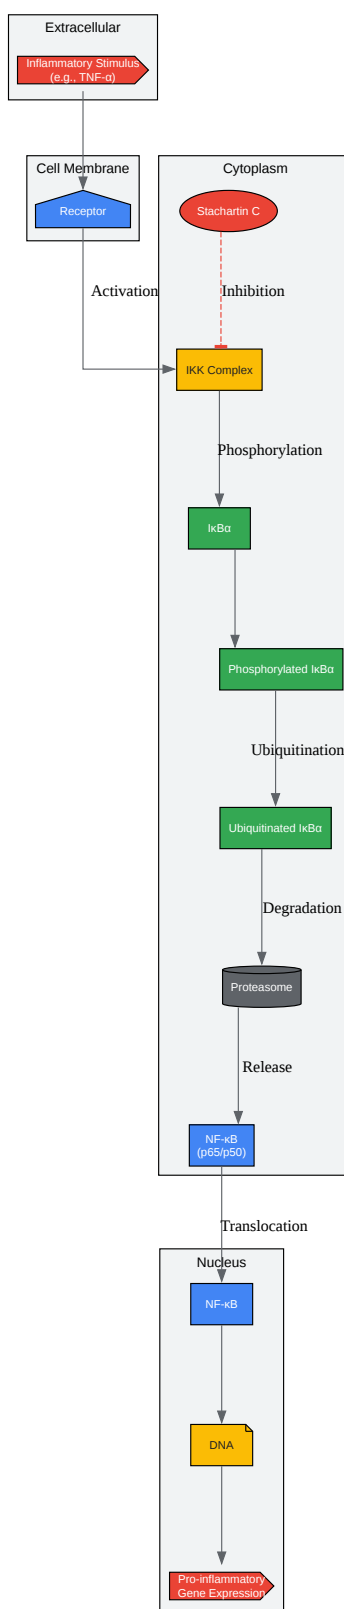 Extracellular
Inflammatory Stimulus
(e.g., TNF-α)
Cell Membrane
Receptor
Cytoplasm
Stachartin C
Activation
Inhibition
IKK Complex
Phosphorylation
IκBα
Phosphorylated IκBα
Ubiquitination
Ubiquitinated IκBα
Degradation
Proteasome
Release
NF-κB
(p65/p50)
Translocation
Nucleus
NF-κB
DNA
Pro-inflammatory
Gene Expression